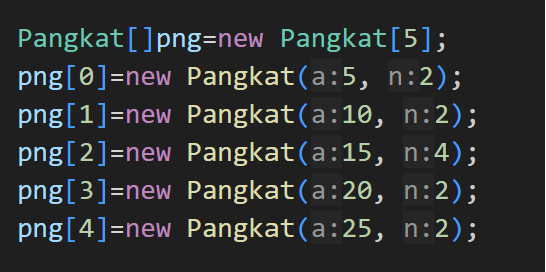 Pangkat[]png=new Pangkat[5];
png[0]=new Pangkat(a:5, n:2);
png[1]=new Pangkat(a:10, n:2);
png[2]=new Pangkat(a:15, n:4);
png[3]=new Pangkat(a:20, n:2);
png[4]=new Pangkat(a:25, n:2);